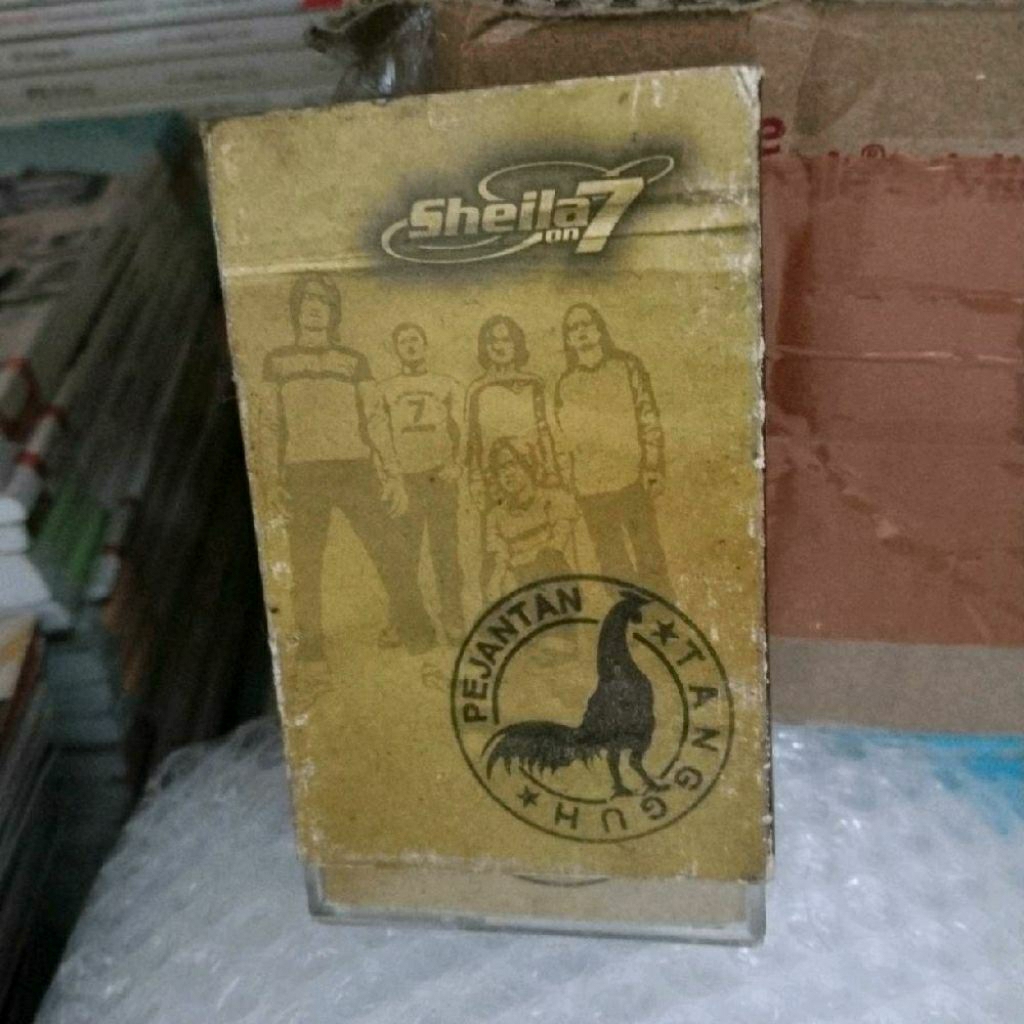 Sheila
on 7
7
PEJANTAN
TANGGUH